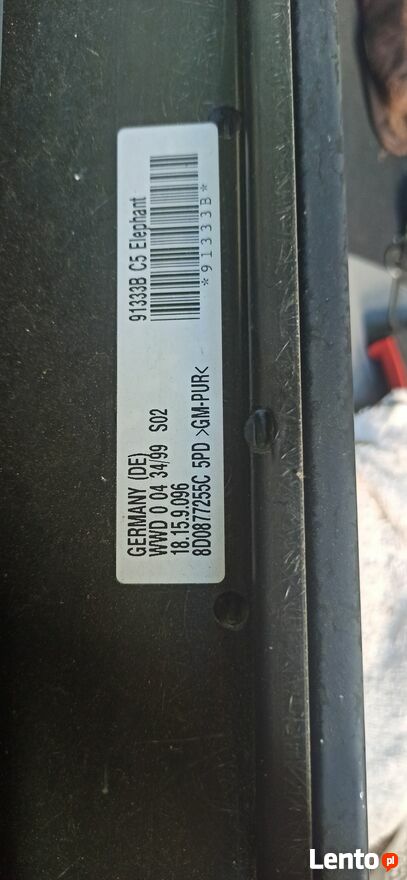 GERMANY (DE)
WWD 0 04 34/99 S02
18.15.9.096
8D0877255C 5PD >GM-PUR<
91333B C5 Elephant
*91333B*
Lento.pl